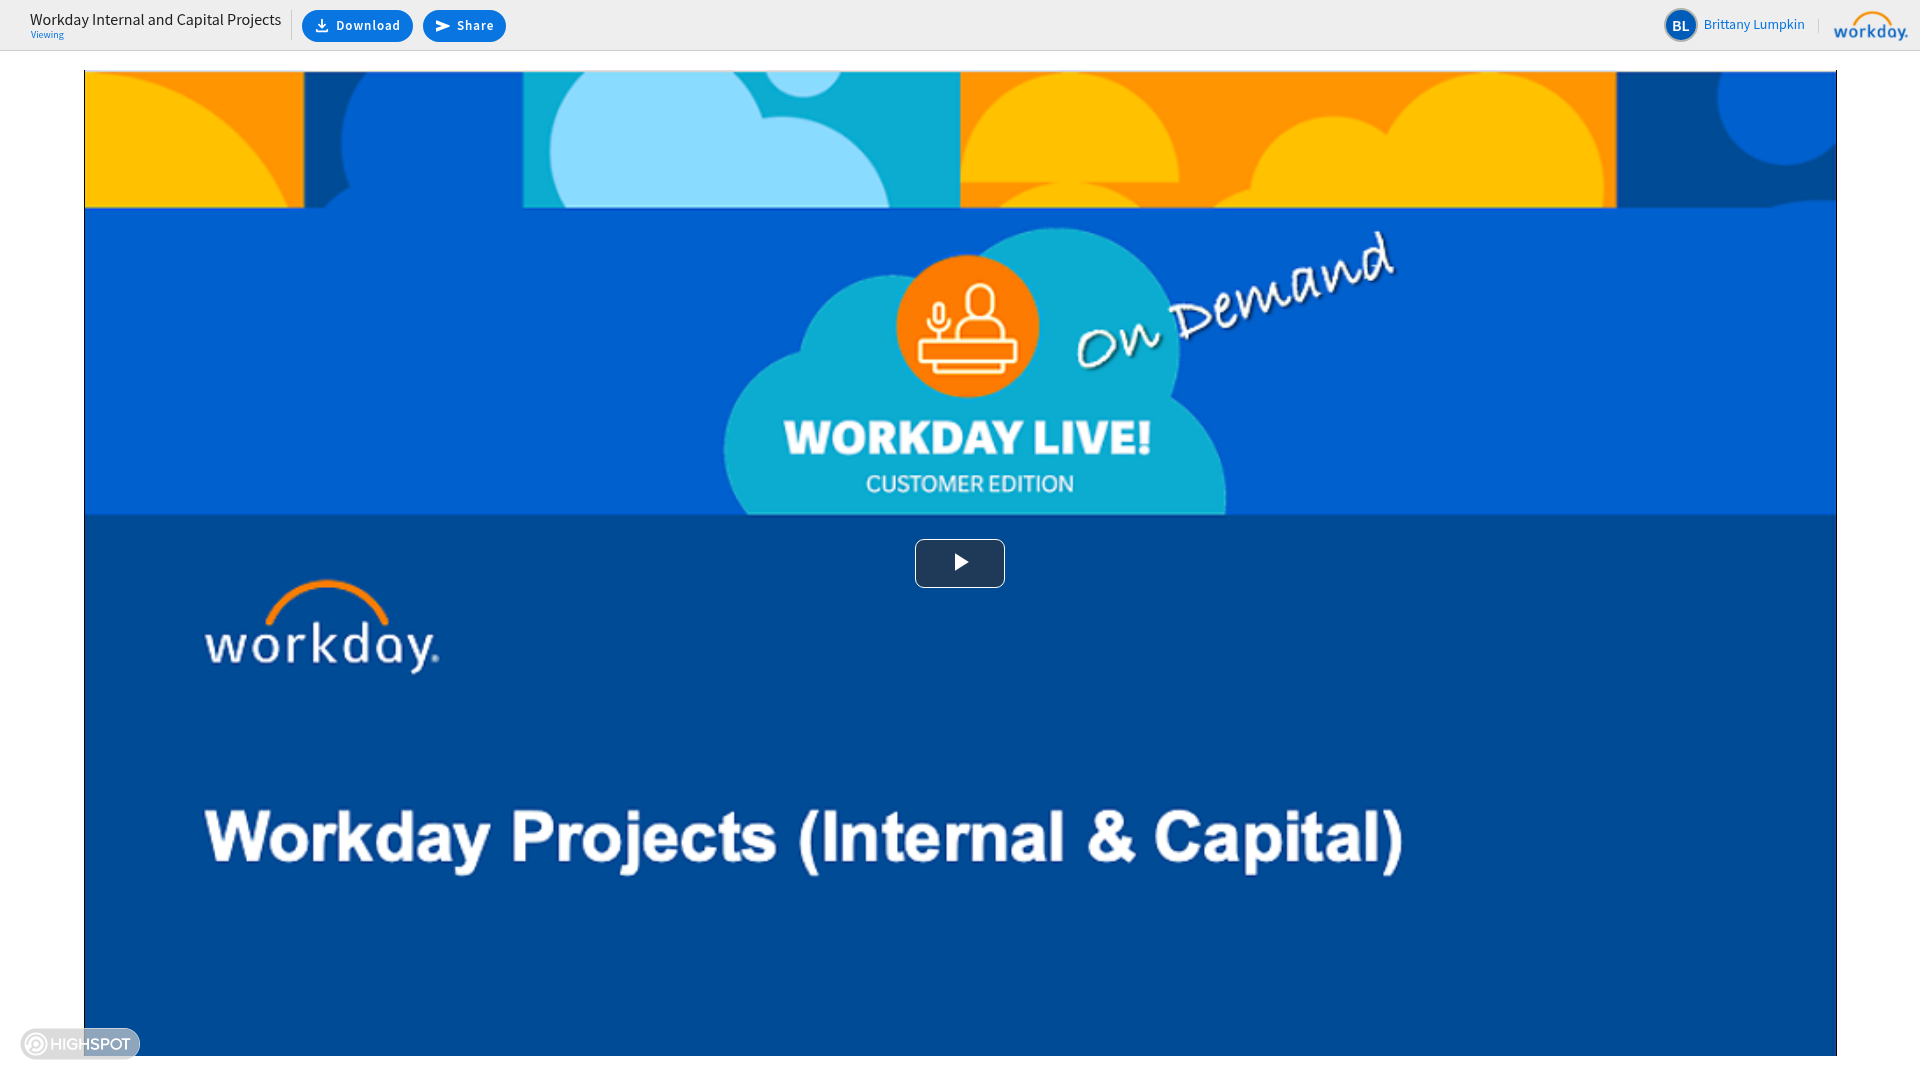 Workday Internal and Capital Projects
Viewing
Download
Share
BL
Brittany Lumpkin
workday.
On Demand
WORKDAY LIVE!
CUSTOMER EDITION
workday.
Workday Projects (Internal & Capital)
HIGHSPOT